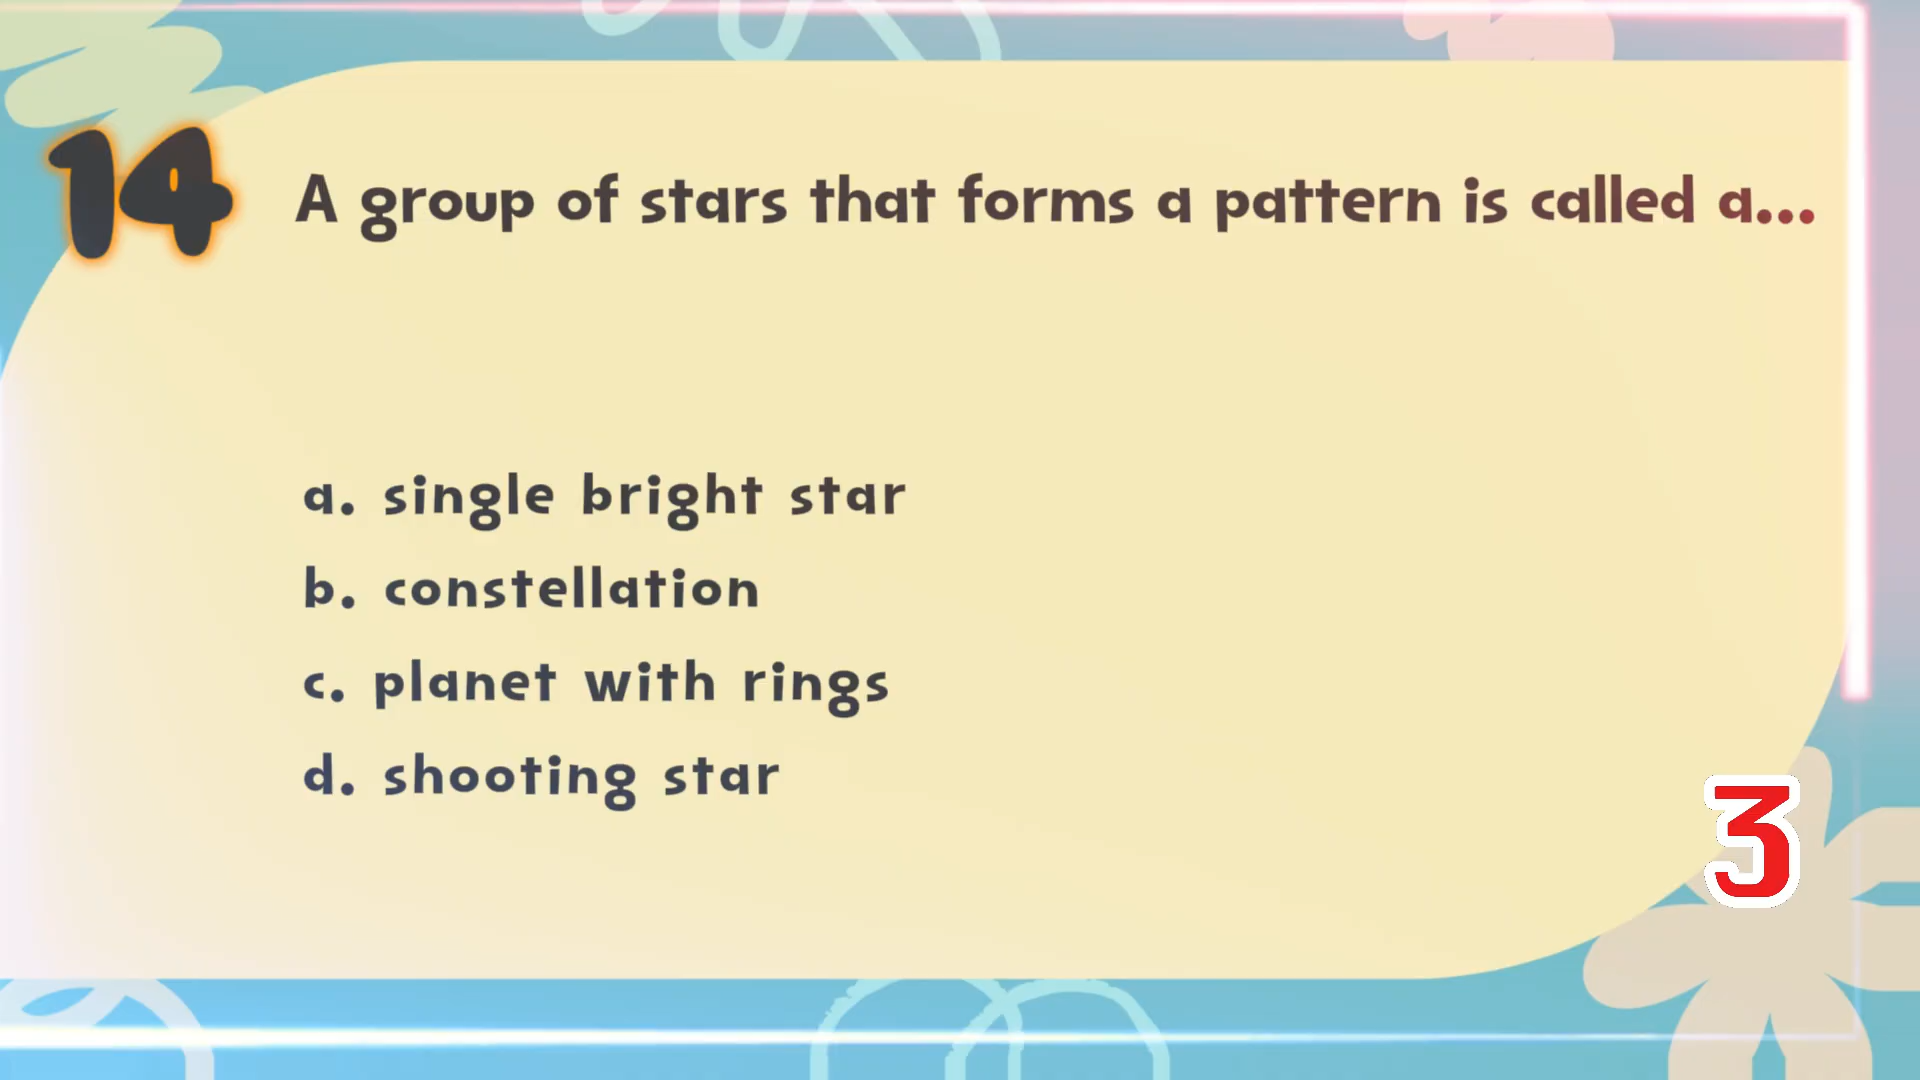 14
A group of stars that forms a pattern is called a...
a. single bright star
b. constellation
c. planet with rings
d. shooting star
3